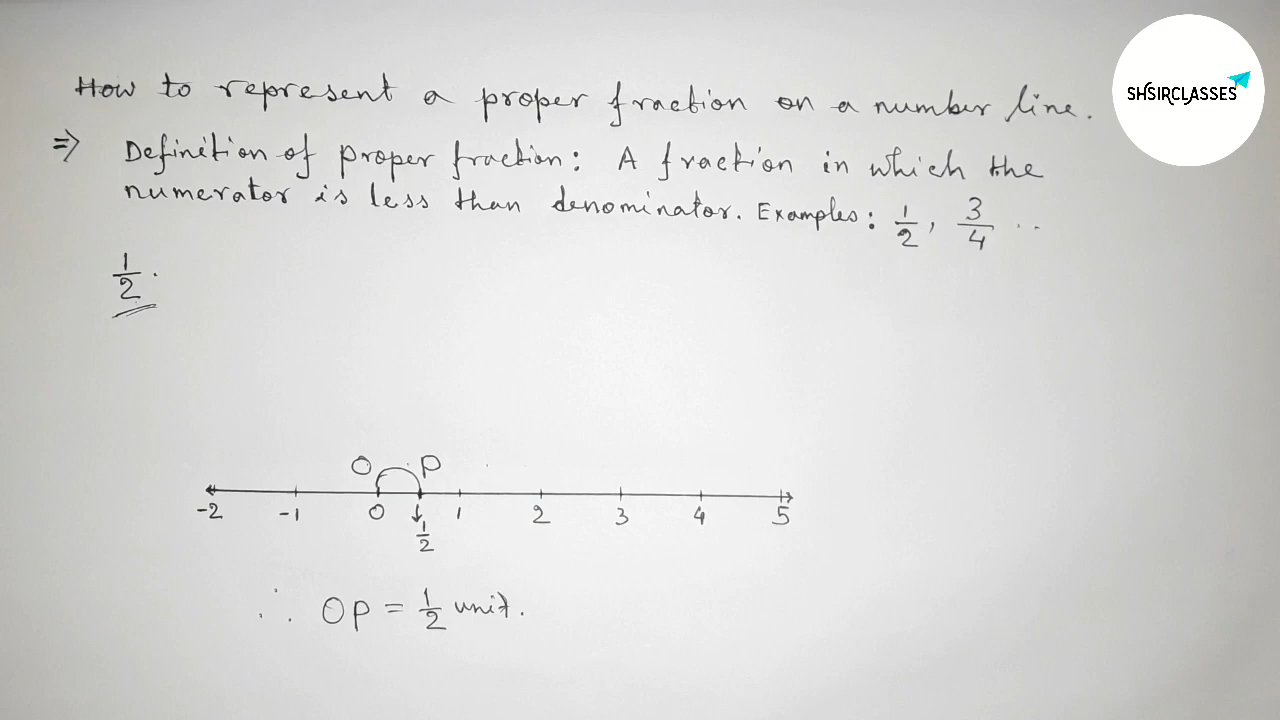 How to represent a proper fraction on a number line.
SHSIRCLASSES
⇒ Definition of proper fraction: A fraction in which the
numerator is less than denominator. Examples: 1/2, 3/4 ..
1/2.
O P
-2 -1 0 1 2 3 4 5
↓
1/2
∴ OP = 1/2 unit.